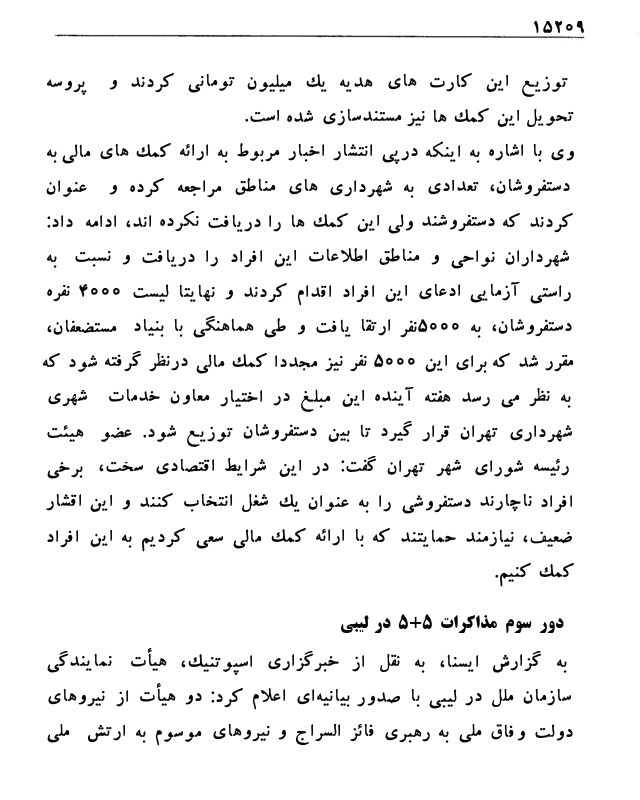 ۱۵۲۰۹
توزیع این کارت های هدیه یك میلیون تومانی کردند و پروسه
تحویل این کمك ها نیز مستندسازی شده است.
وی با اشاره به اینکه درپی انتشار اخبار مربوط به ارائه کمك های مالی به
دستفروشان، تعدادی به شهرداری های مناطق مراجعه کرده و عنوان
کردند که دستفروشند ولی این کمك ها را دریافت نکرده اند، ادامه داد:
شهرداران نواحی و مناطق اطلاعات این افراد را دریافت و نسبت به
راستی آزمایی ادعای این افراد اقدام کردند و نهایتا لیست ۴۰۰۰ نفره
دستفروشان، به ۵۰۰۰نفر ارتقا یافت و طی هماهنگی با بنیاد مستضعفان،
مقرر شد که برای این ۵۰۰۰ نفر نیز مجددا کمك مالی درنظر گرفته شود که
به نظر می رسد هفته آینده این مبلغ در اختیار معاون خدمات شهری
شهرداری تهران قرار گیرد تا بین دستفروشان توزیع شود. عضو هیئت
رئیسه شورای شهر تهران گفت: در این شرایط اقتصادی سخت، برخی
افراد ناچارند دستفروشی را به عنوان یك شغل انتخاب کنند و این اقشار
ضعیف، نیازمند حمایتند که با ارائه کمك مالی سعی کردیم به این افراد
کمك کنیم.
دور سوم مذاکرات ۵+۵ در لیبی
به گزارش ایسنا، به نقل از خبرگزاری اسپوتنیك، هیأت نمایندگی
سازمان ملل در لیبی با صدور بیانیه‌ای اعلام کرد: دو هیأت از نیروهای
دولت وفاق ملی به رهبری فائز السراج و نیروهای موسوم به ارتش ملی